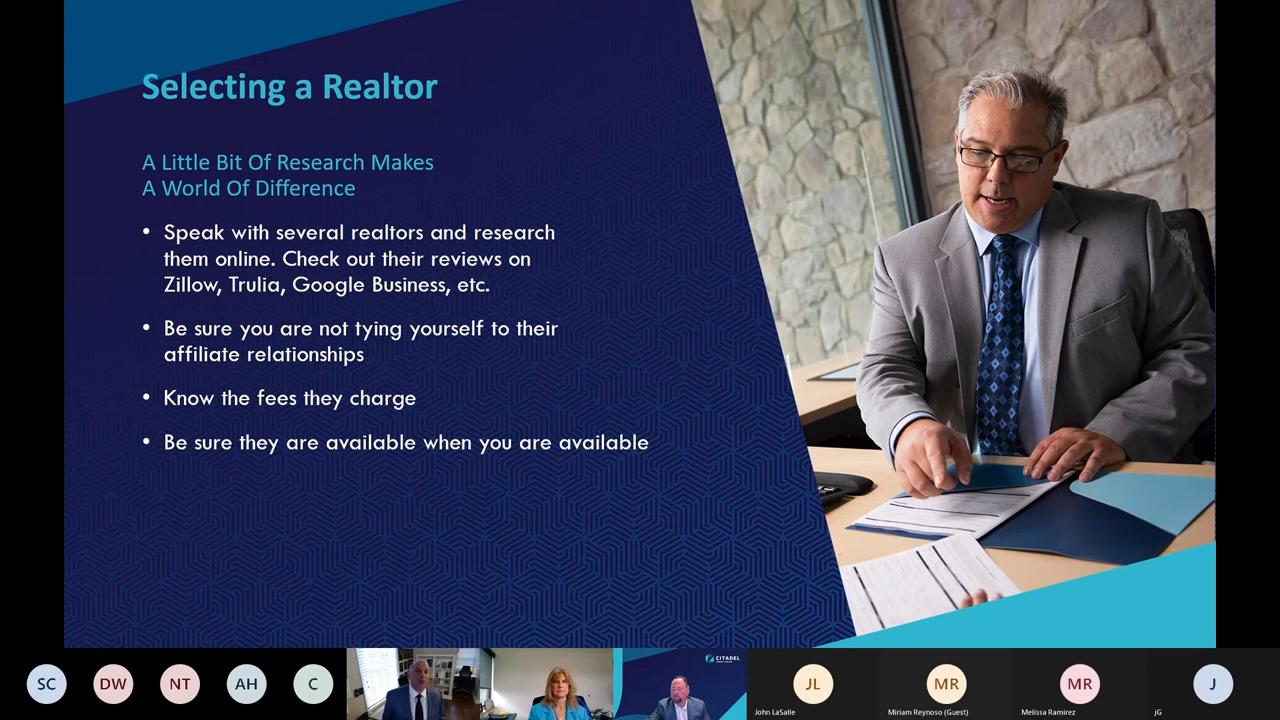 Selecting a Realtor
A Little Bit Of Research Makes
A World Of Difference
• Speak with several realtors and research
them online. Check out their reviews on
Zillow, Trulia, Google Business, etc.
• Be sure you are not tying yourself to their
affiliate relationships
• Know the fees they charge
• Be sure they are available when you are available
SC
DW
NT
AH
C
CITADEL
JL
John LaSalle
MR
Miriam Reynoso (Guest)
MR
Melissa Ramirez
J
jG